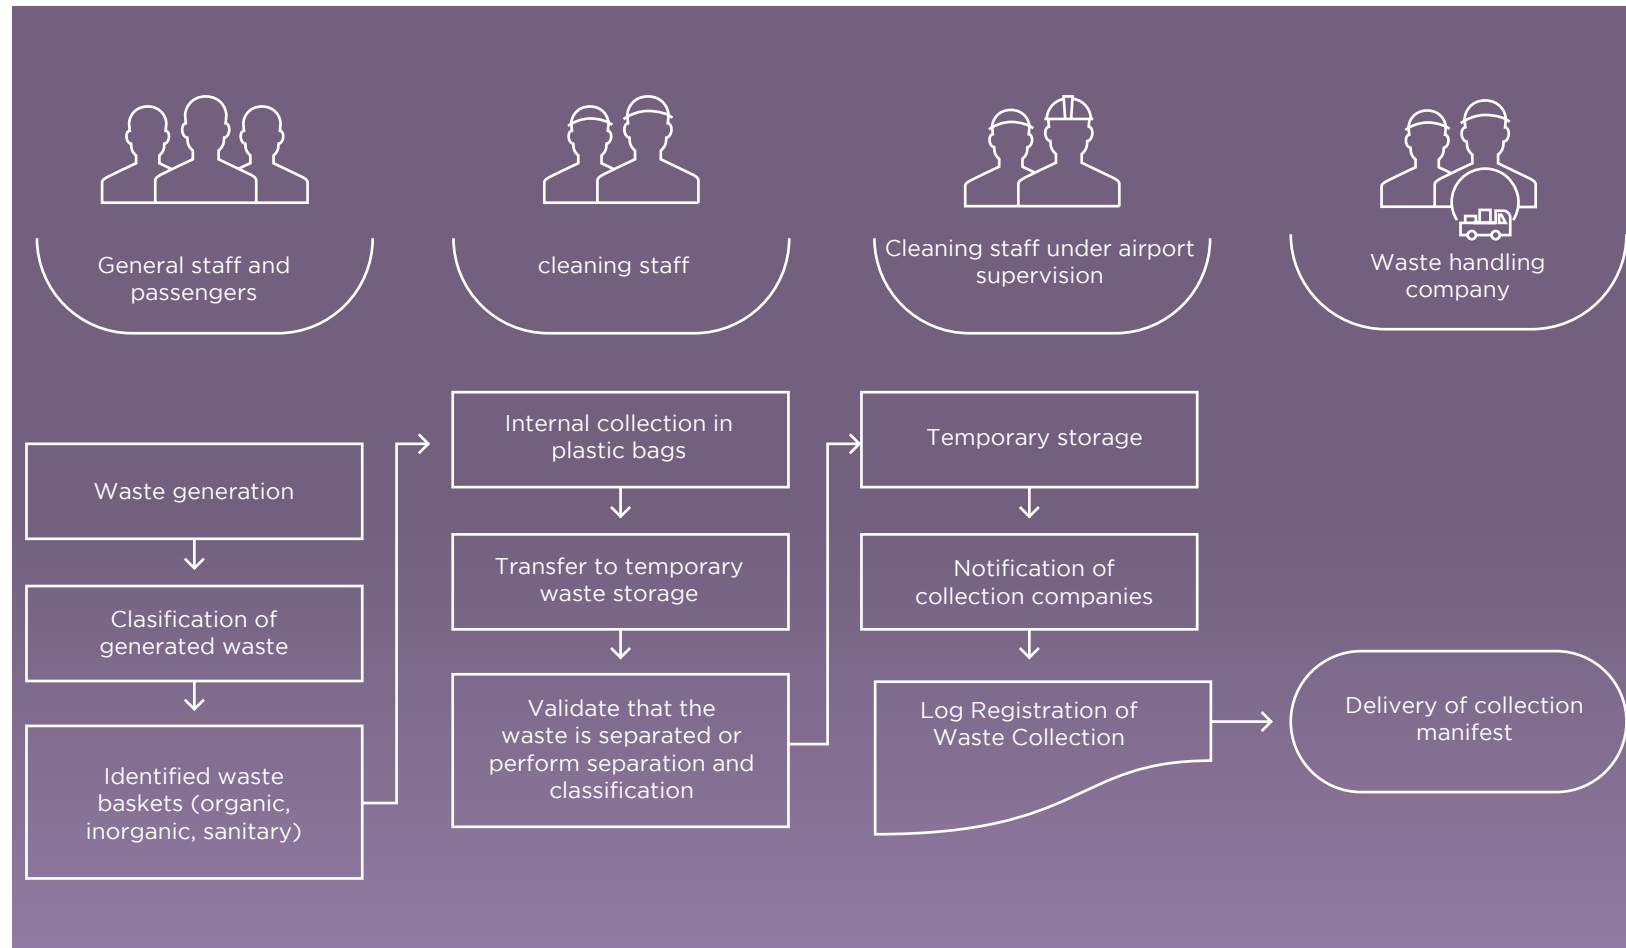 General staff and
passengers
cleaning staff
Cleaning staff under airport
supervision
Waste handling
company
Waste generation
Clasification of
generated waste
Identified waste
baskets (organic,
inorganic, sanitary)
Internal collection in
plastic bags
Transfer to temporary
waste storage
Validate that the
waste is separated or
perform separation and
classification
Temporary storage
Notification of
collection companies
Log Registration of
Waste Collection
Delivery of collection
manifest